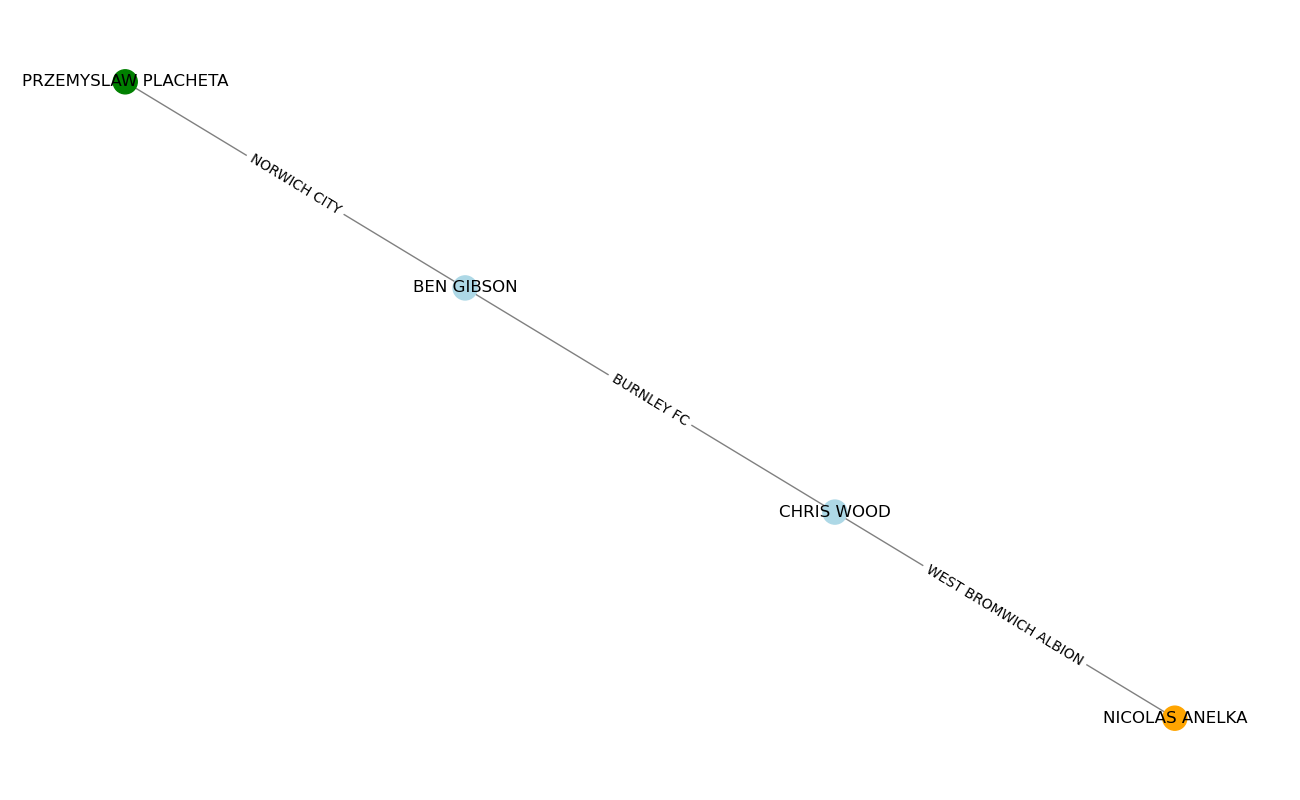 PRZEMYSLAW PLACHETA
NORWICH CITY
BEN GIBSON
BURNLEY FC
CHRIS WOOD
WEST BROMWICH ALBION
NICOLAS ANELKA